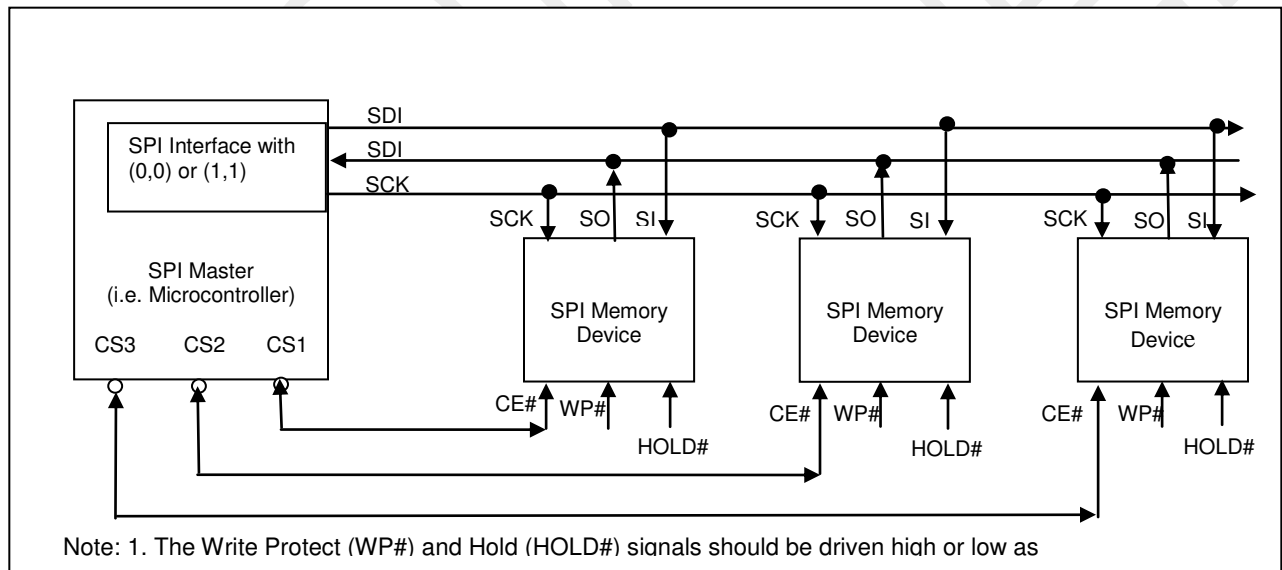 SDI
SPI Interface with
(0,0) or (1,1)
SDI
SCK
SCK SO SI SCK SO SI SCK SO SI
SPI Master
(i.e. Microcontroller)
SPI Memory
Device
SPI Memory
Device
SPI Memory
Device
CS3 CS2 CS1
CE# WP# CE# WP# CE# WP#
HOLD# HOLD# HOLD#
Note: 1. The Write Protect (WP#) and Hold (HOLD#) signals should be driven high or low as